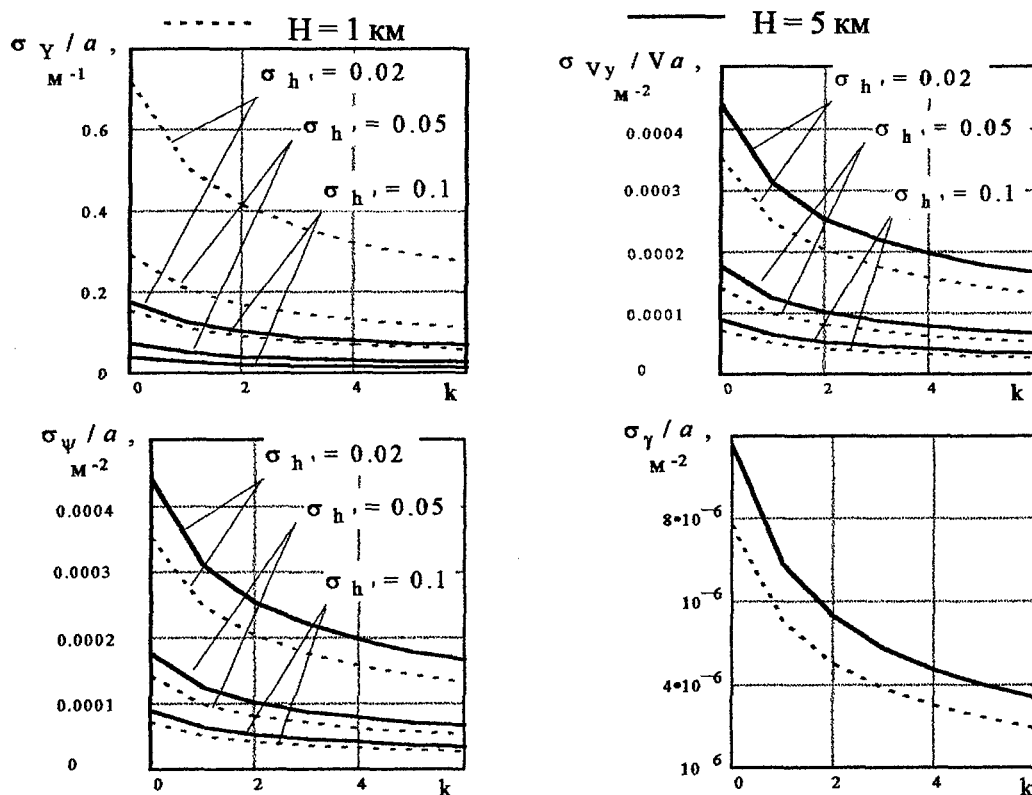 H = 1 км
H = 5 км
σ Y / a ,
м -1
σ h ' = 0.02
σ h ' = 0.05
σ h ' = 0.1
0.6
0.4
0.2
0
0 2 4 k
σ Vy / Va ,
м -2
σ h ' = 0.02
σ h ' = 0.05
σ h ' = 0.1
0.0004
0.0003
0.0002
0.0001
0
0 2 4 k
σ ψ / a ,
м -2
σ h ' = 0.02
σ h ' = 0.05
σ h ' = 0.1
0.0004
0.0003
0.0002
0.0001
0
0 2 4 k
σ γ / a ,
м -2
8•10 -6
10 -6
4•10 -6
10 -6
0 2 4 k